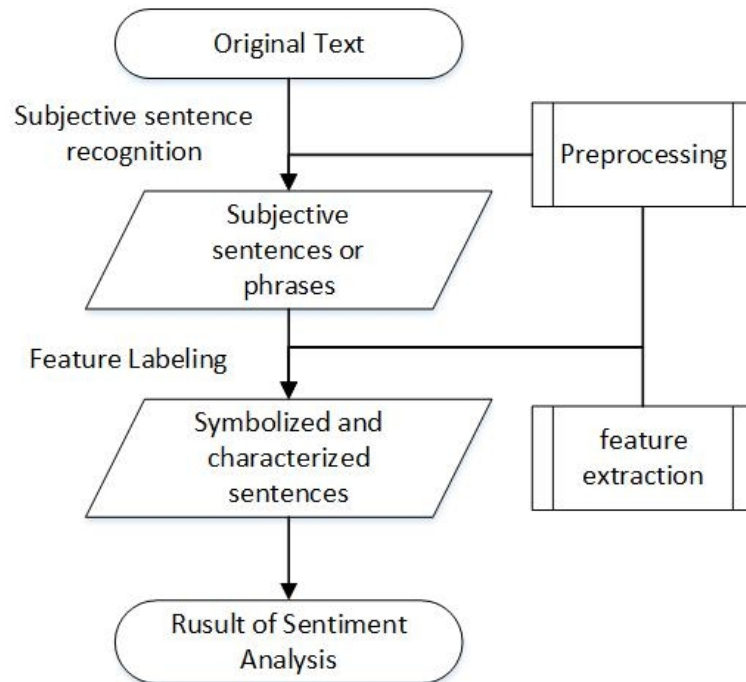 Original Text
Subjective sentence
recognition
Preprocessing
Subjective
sentences or
phrases
Feature Labeling
Symbolized and
characterized
sentences
feature
extraction
Rusult of Sentiment
Analysis